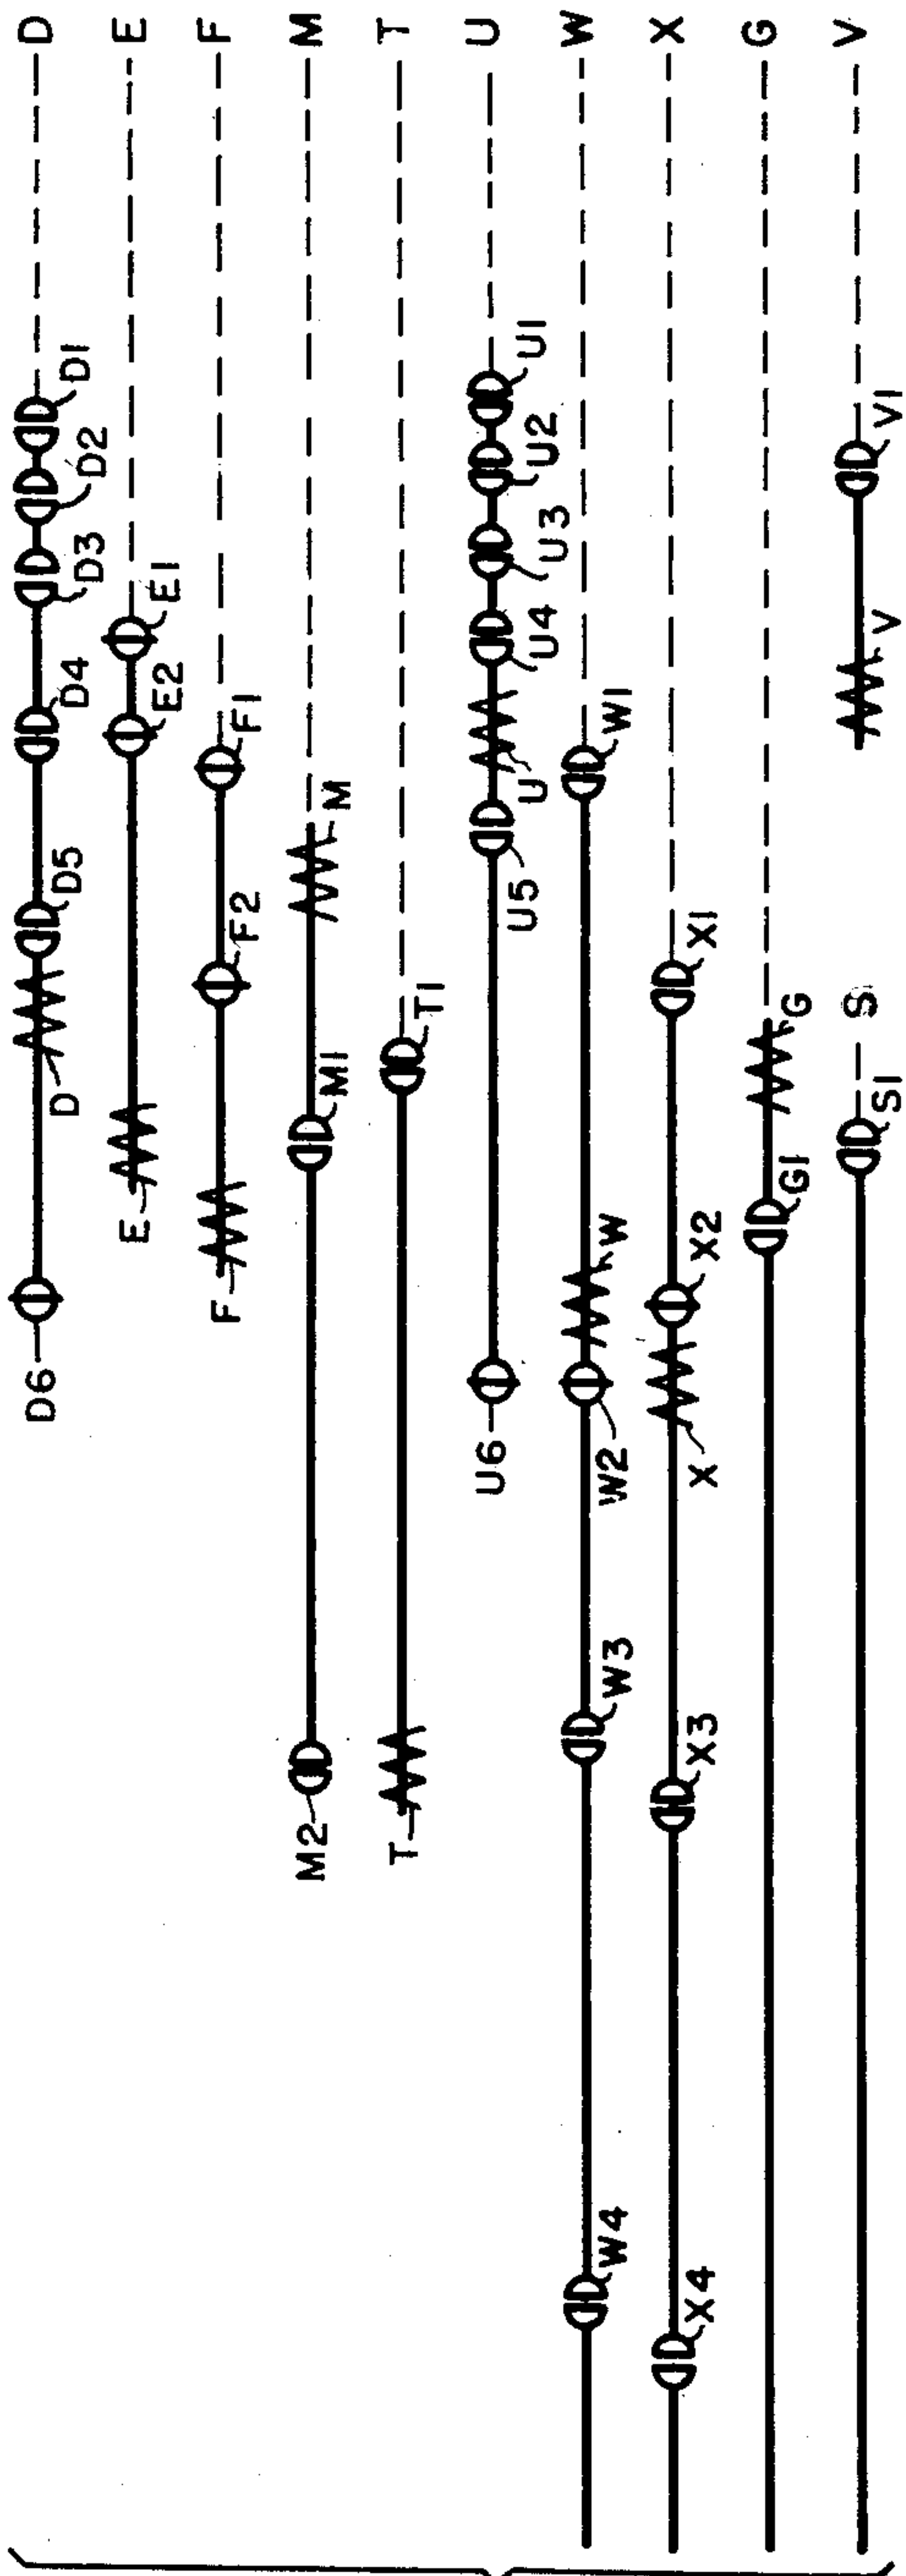 D6 D D5 D4 D3 D2 D1 D
E E2 E1 E
F F2 F1 F
M2 M1 M M
T T1 T
U6 U5 U U4 U3 U2 U1 U
W4 W3 W2 W W1 W
X4 X3 X X2 X1 X
G1 G G
S1 S V V1 V